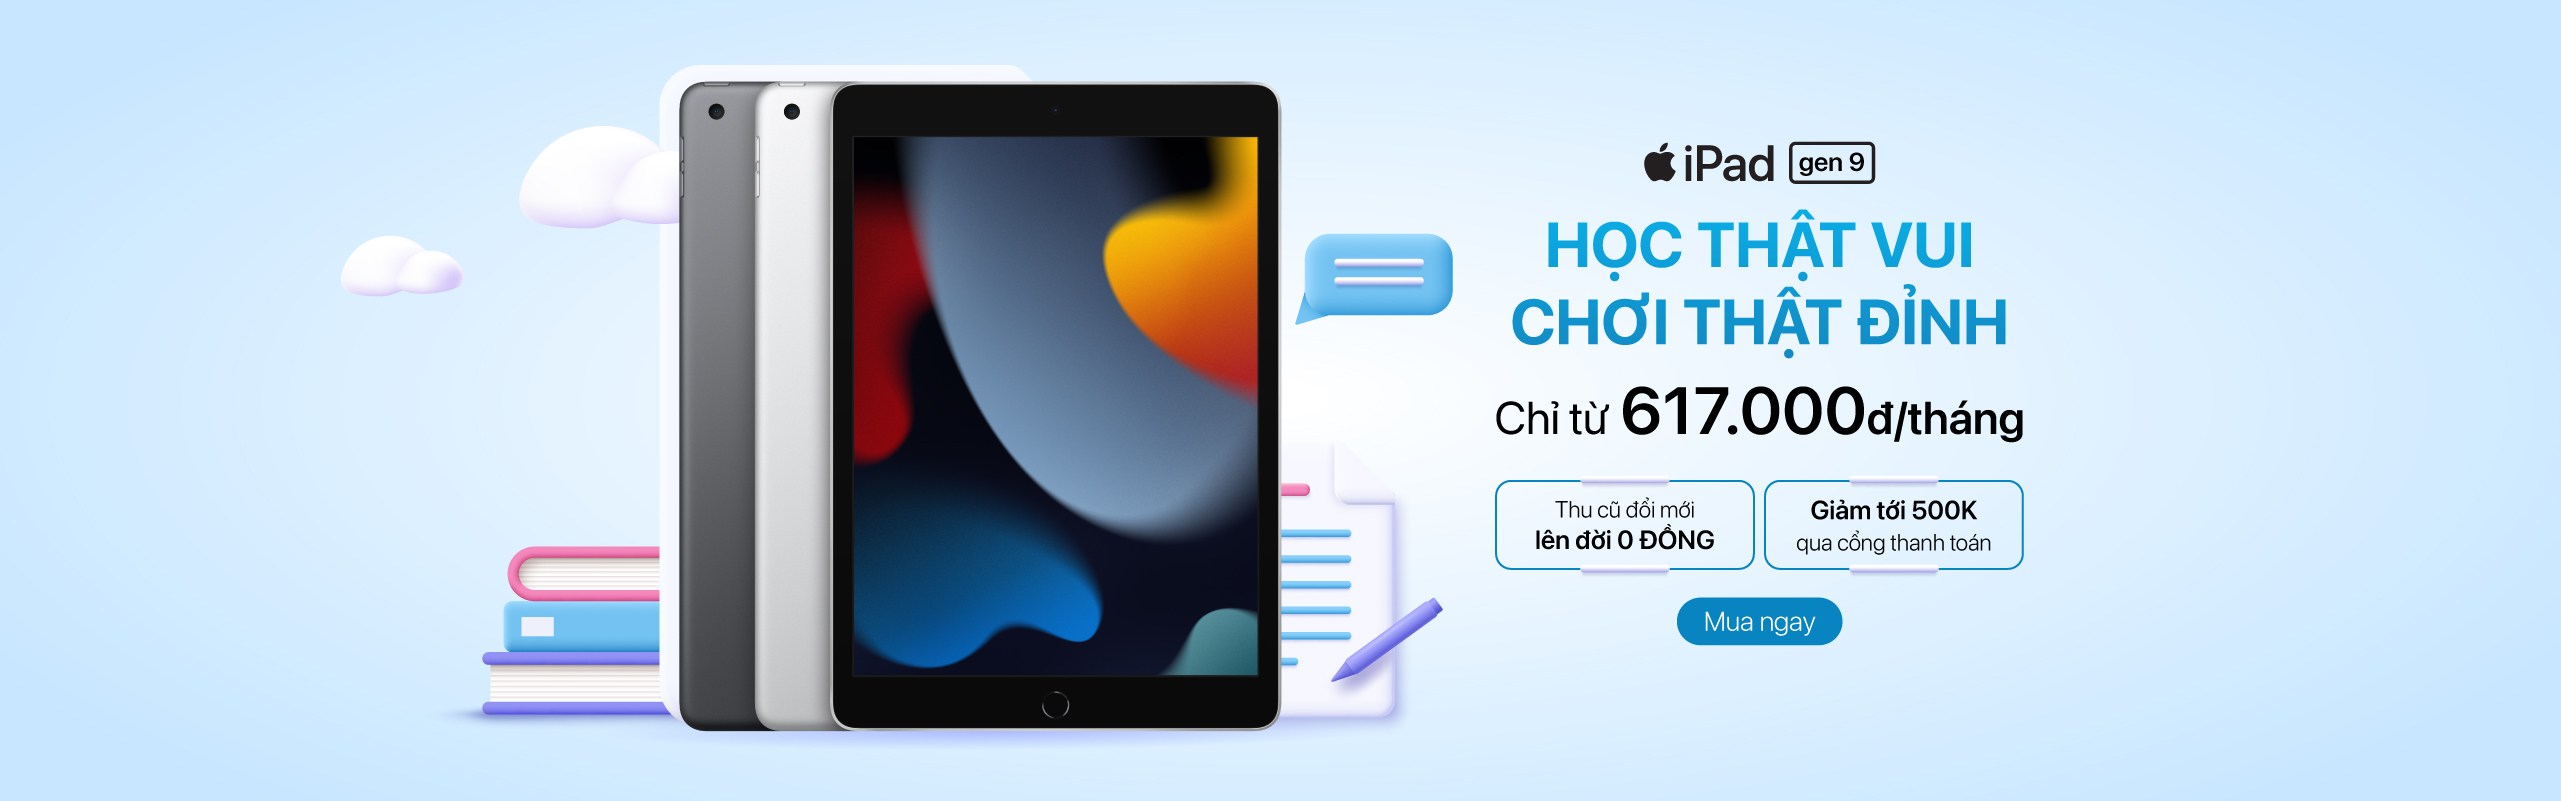 iPad gen 9
HỌC THẬT VUI
CHƠI THẬT ĐỈNH
Chỉ từ 617.000đ/tháng
Thu cũ đổi mới
lên đời 0 ĐỒNG
Giảm tới 500K
qua cổng thanh toán
Mua ngay